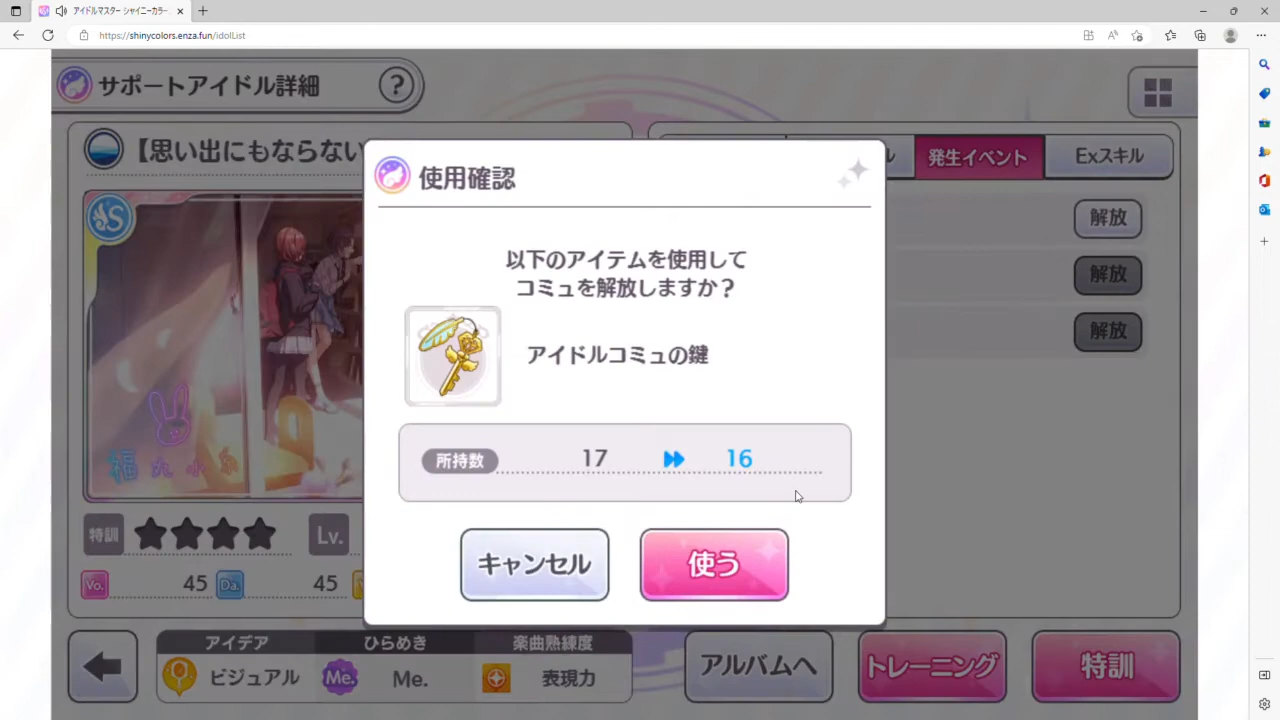 アイドルマスター シャイニーカラー
https://shinycolors.enza.fun/idolList
サポートアイドル詳細
?
【思い出にもならない
発生イベント
Exスキル
解放
解放
解放
S
福丸小糸
使用確認
以下のアイテムを使用して
コミュを解放しますか?
アイドルコミュの鍵
所持数 17 16
キャンセル
使う
特訓 Lv.
Vo. 45 Da. 45
アイデア ひらめき 楽曲熟練度
ビジュアル Me. Me. 表現力
アルバムへ
トレーニング
特訓